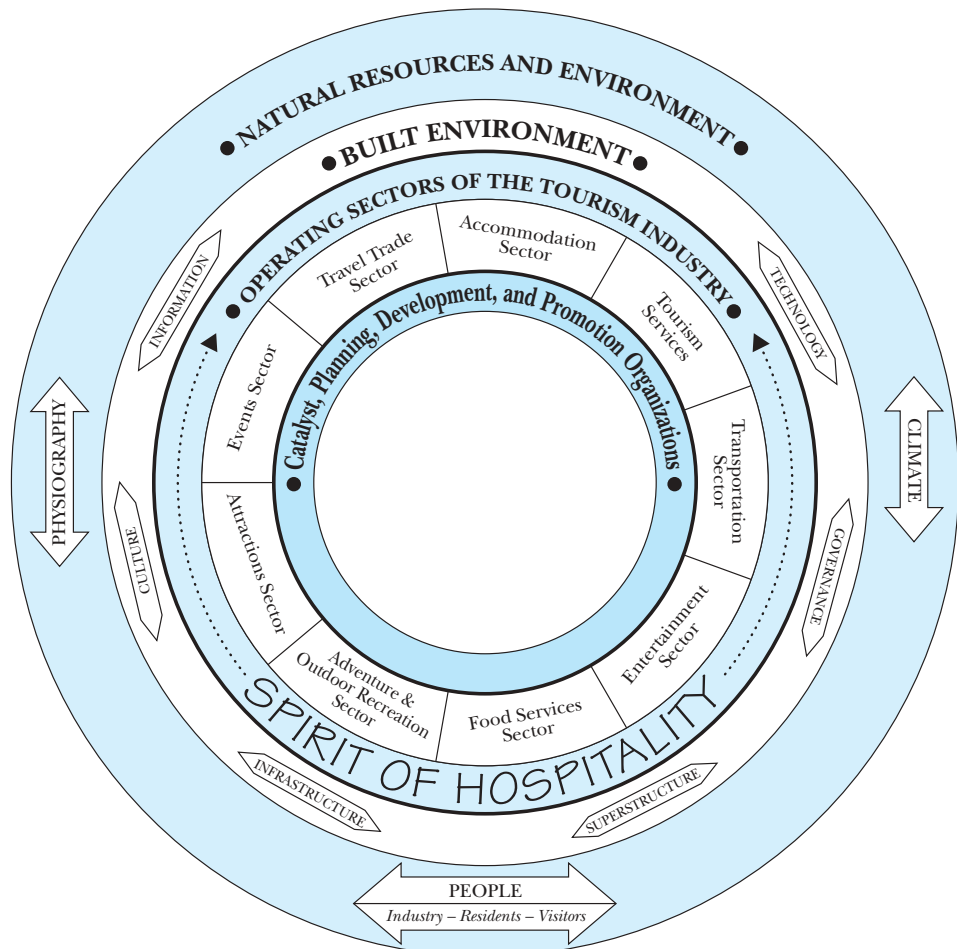 NATURAL RESOURCES AND ENVIRONMENT
BUILT ENVIRONMENT
OPERATING SECTORS OF THE TOURISM INDUSTRY
Accommodation
Sector
Travel Trade
Sector
Tourism
Services
INFORMATION
TECHNOLOGY
Catalyst, Planning, Development, and Promotion Organizations
Events Sector
Transportation
Sector
PHYSIOGRAPHY
CLIMATE
CULTURE
GOVERNANCE
Attractions Sector
Entertainment
Sector
Adventure &
Outdoor Recreation
Sector
Food Services
Sector
SPIRIT OF HOSPITALITY
INFRASTRUCTURE
SUPERSTRUCTURE
PEOPLE
Industry – Residents – Visitors